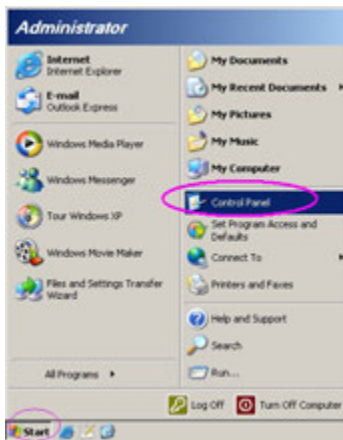 Administrator
Internet
Internet Explorer
E-mail
Outlook Express
Windows Media Player
Windows Messenger
Tour Windows XP
Windows Movie Maker
Files and Settings Transfer
Wizard
All Programs
My Documents
My Recent Documents
My Pictures
My Music
My Computer
Control Panel
Set Program Access and
Defaults
Connect To
Printers and Faxes
Help and Support
Search
Run...
Log Off
Turn Off Computer
Start